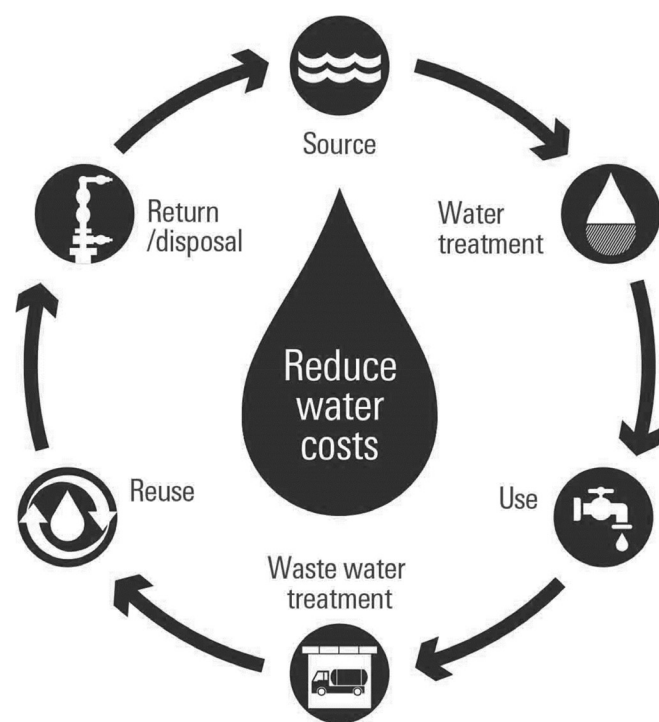 Source
Water
treatment
Use
Waste water
treatment
Reuse
Return
/disposal
Reduce
water
costs